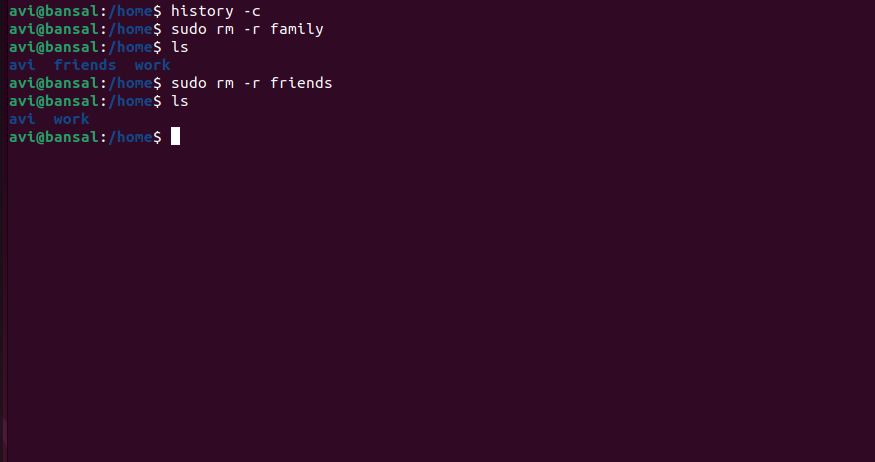 avi@bansal:/home$ history -c
avi@bansal:/home$ sudo rm -r family
avi@bansal:/home$ ls
avi  friends  work
avi@bansal:/home$ sudo rm -r friends
avi@bansal:/home$ ls
avi  work
avi@bansal:/home$